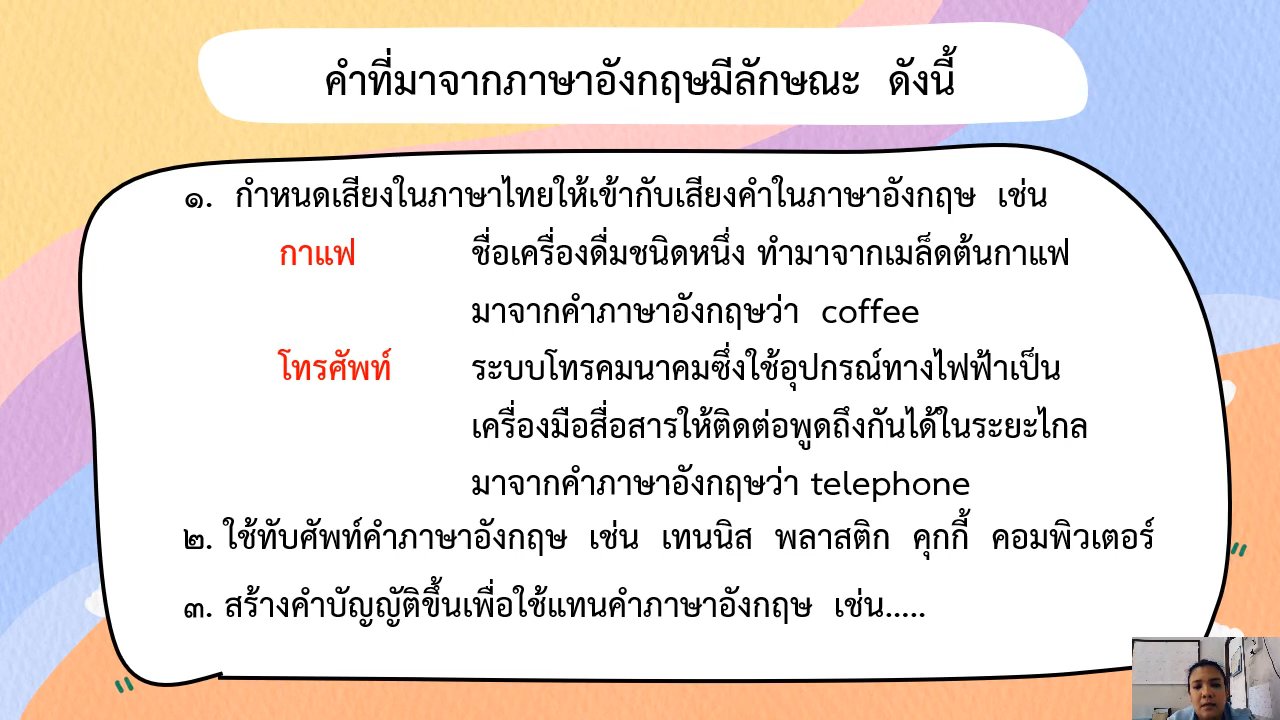 คำที่มาจากภาษาอังกฤษมีลักษณะ ดังนี้
๑. กำหนดเสียงในภาษาไทยให้เข้ากับเสียงคำในภาษาอังกฤษ เช่น
กาแฟ ชื่อเครื่องดื่มชนิดหนึ่ง ทำมาจากเมล็ดต้นกาแฟ
มาจากคำภาษาอังกฤษว่า coffee
โทรศัพท์ ระบบโทรคมนาคมซึ่งใช้อุปกรณ์ทางไฟฟ้าเป็น
เครื่องมือสื่อสารให้ติดต่อพูดถึงกันได้ในระยะไกล
มาจากคำภาษาอังกฤษว่า telephone
๒. ใช้ทับศัพท์คำภาษาอังกฤษ เช่น เทนนิส พลาสติก คุกกี้ คอมพิวเตอร์
๓. สร้างคำบัญญัติขึ้นเพื่อใช้แทนคำภาษาอังกฤษ เช่น.....